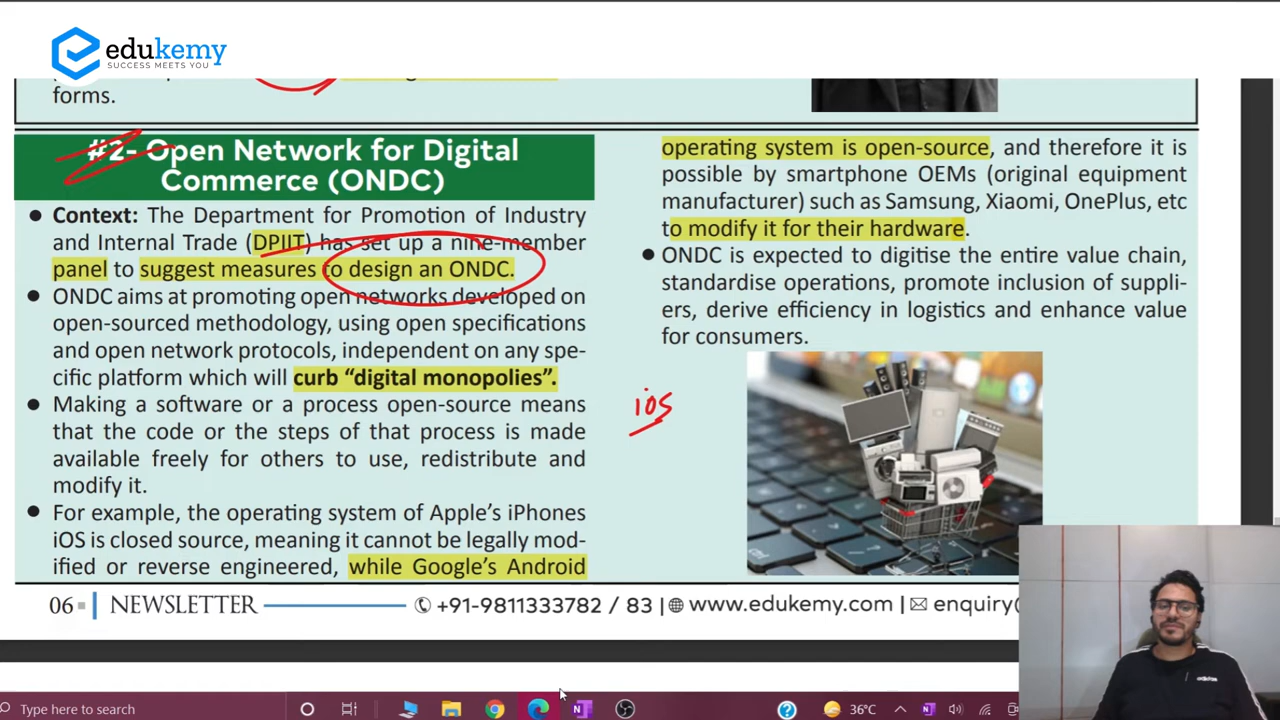 edukemy
SUCCESS MEETS YOU
forms.
#2- Open Network for Digital
Commerce (ONDC)
● Context: The Department for Promotion of Industry
and Internal Trade (DPIIT) has set up a nine-member
panel to suggest measures to design an ONDC.
● ONDC aims at promoting open networks developed on
open-sourced methodology, using open specifications
and open network protocols, independent on any spe-
cific platform which will curb “digital monopolies”.
● Making a software or a process open-source means
that the code or the steps of that process is made
available freely for others to use, redistribute and
modify it.
● For example, the operating system of Apple’s iPhones
iOS is closed source, meaning it cannot be legally mod-
ified or reverse engineered, while Google’s Android
operating system is open-source, and therefore it is
possible by smartphone OEMs (original equipment
manufacturer) such as Samsung, Xiaomi, OnePlus, etc
to modify it for their hardware.
● ONDC is expected to digitise the entire value chain,
standardise operations, promote inclusion of suppli-
ers, derive efficiency in logistics and enhance value
for consumers.
ios
06 NEWSLETTER +91-9811333782 / 83 | www.edukemy.com | enquiry@
Type here to search
36°C